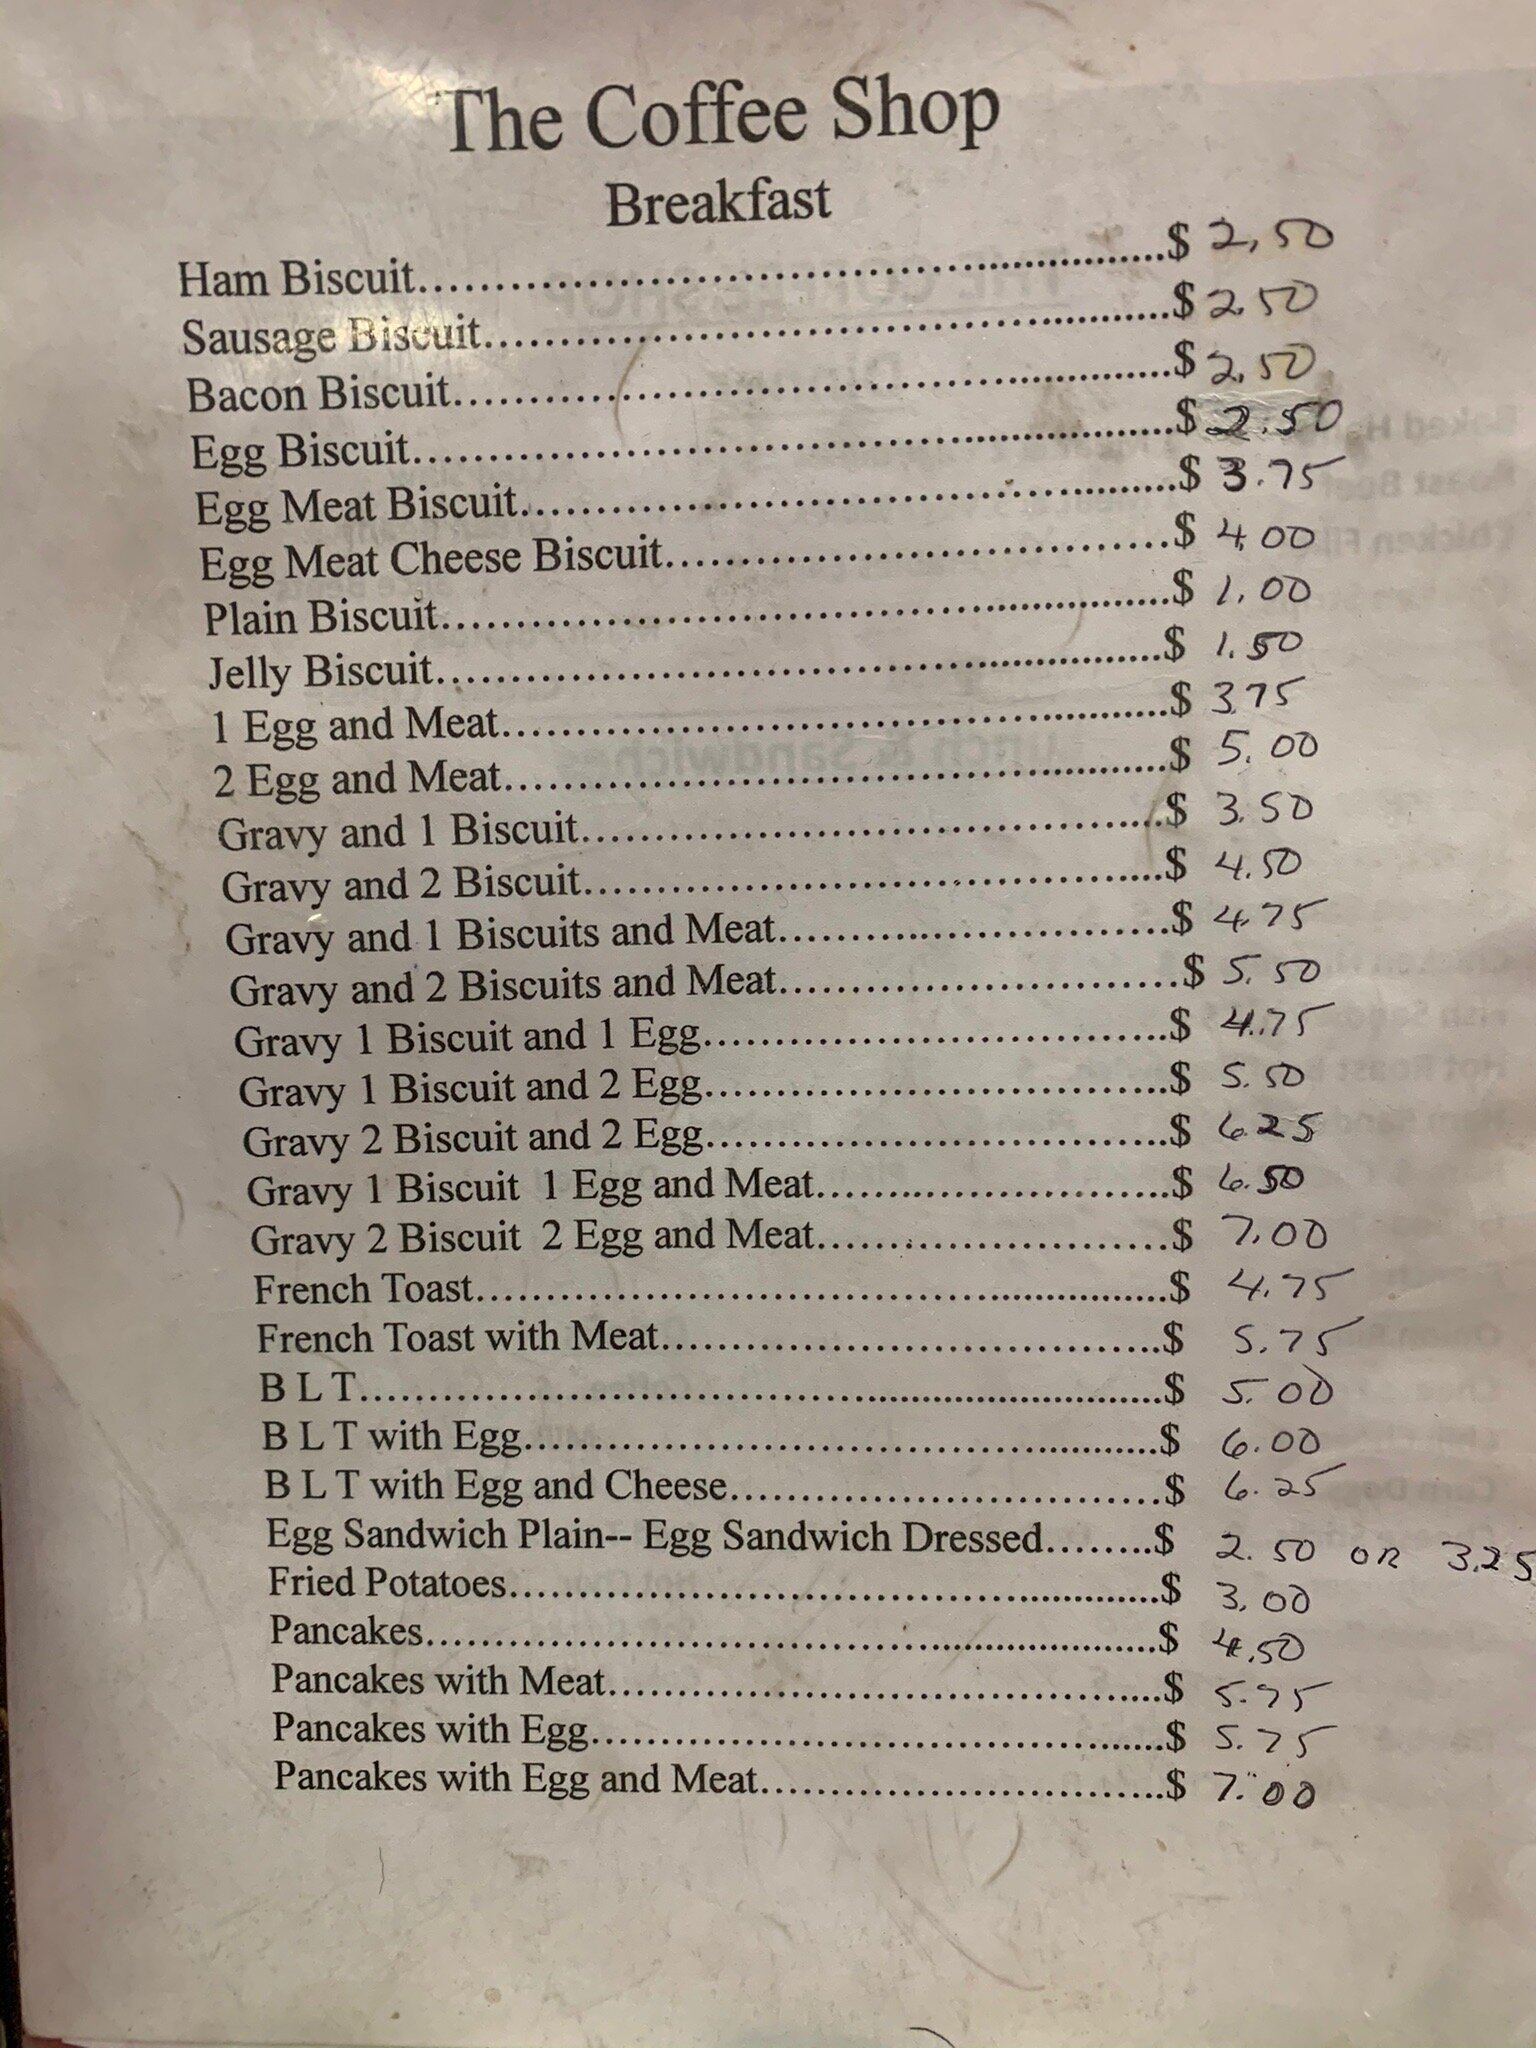 The Coffee Shop
Breakfast
Ham Biscuit..........$ 2.50
Sausage Biscuit..........$ 2.50
Bacon Biscuit..........$ 2.50
Egg Biscuit..........$ 2.50
Egg Meat Biscuit..........$ 3.75
Egg Meat Cheese Biscuit..........$ 4.00
Plain Biscuit..........$ 1.00
Jelly Biscuit..........$ 1.50
1 Egg and Meat..........$ 3.75
2 Egg and Meat..........$ 5.00
Gravy and 1 Biscuit..........$ 3.50
Gravy and 2 Biscuit..........$ 4.50
Gravy and 1 Biscuits and Meat..........$ 4.75
Gravy and 2 Biscuits and Meat..........$ 5.50
Gravy 1 Biscuit and 1 Egg..........$ 4.75
Gravy 1 Biscuit and 2 Egg..........$ 5.50
Gravy 2 Biscuit and 2 Egg..........$ 6.25
Gravy 1 Biscuit 1 Egg and Meat..........$ 6.50
Gravy 2 Biscuit 2 Egg and Meat..........$ 7.00
French Toast..........$ 4.75
French Toast with Meat..........$ 5.75
B L T..........$ 5.00
B L T with Egg..........$ 6.00
B L T with Egg and Cheese..........$ 6.25
Egg Sandwich Plain-- Egg Sandwich Dressed..........$ 2.50 or 3.25
Fried Potatoes..........$ 3.00
Pancakes..........$ 4.50
Pancakes with Meat..........$ 5.75
Pancakes with Egg..........$ 5.75
Pancakes with Egg and Meat..........$ 7.00